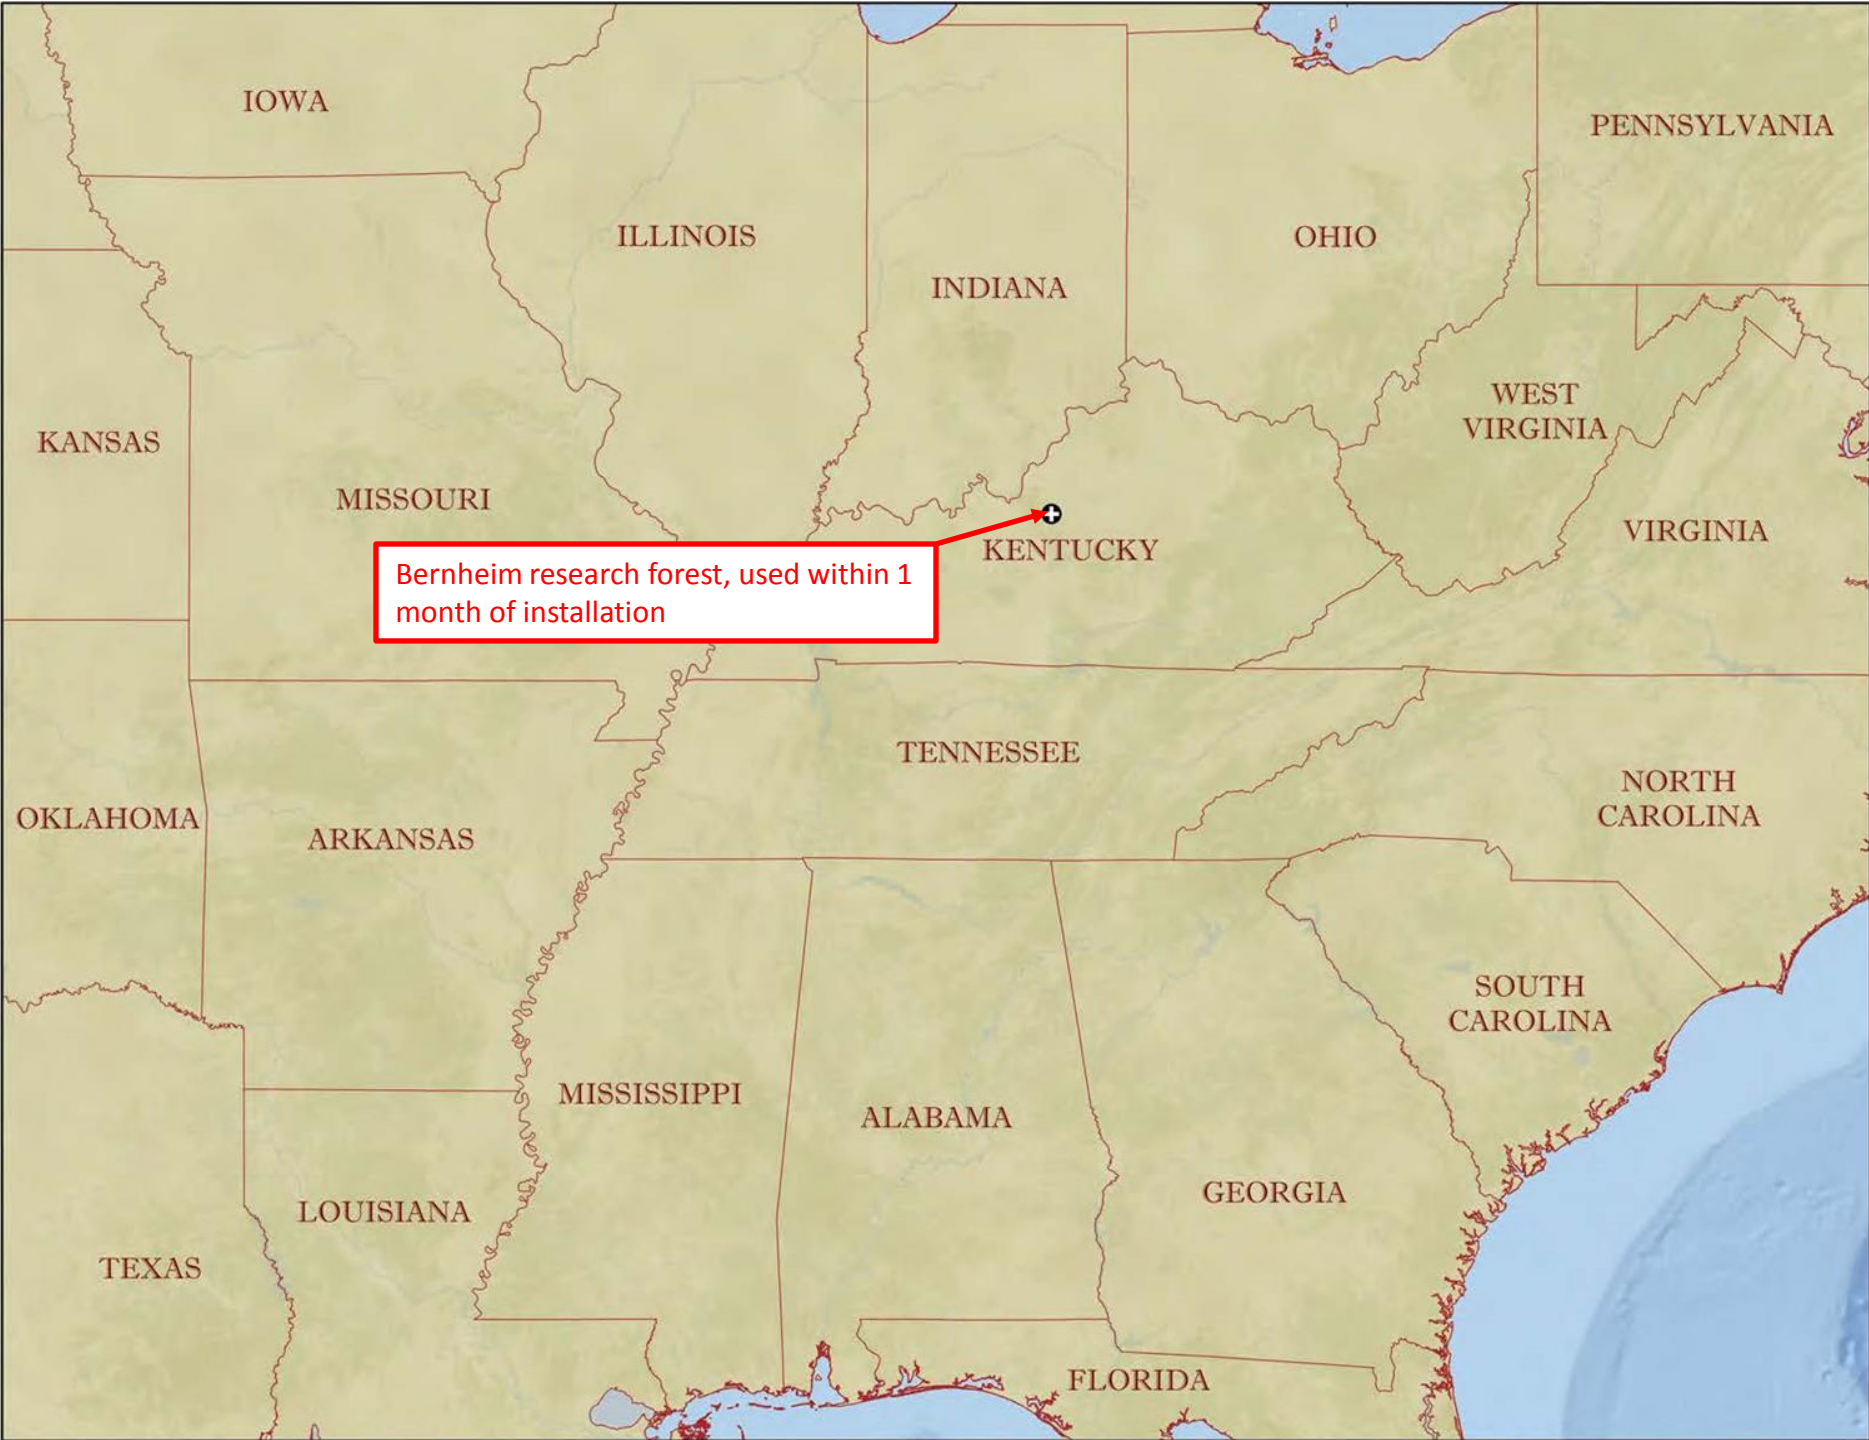 IOWA
PENNSYLVANIA
ILLINOIS
OHIO
INDIANA
WEST
VIRGINIA
KANSAS
MISSOURI
VIRGINIA
KENTUCKY
Bernheim research forest, used within 1
month of installation
TENNESSEE
NORTH
CAROLINA
OKLAHOMA
ARKANSAS
SOUTH
CAROLINA
MISSISSIPPI
ALABAMA
GEORGIA
LOUISIANA
TEXAS
FLORIDA